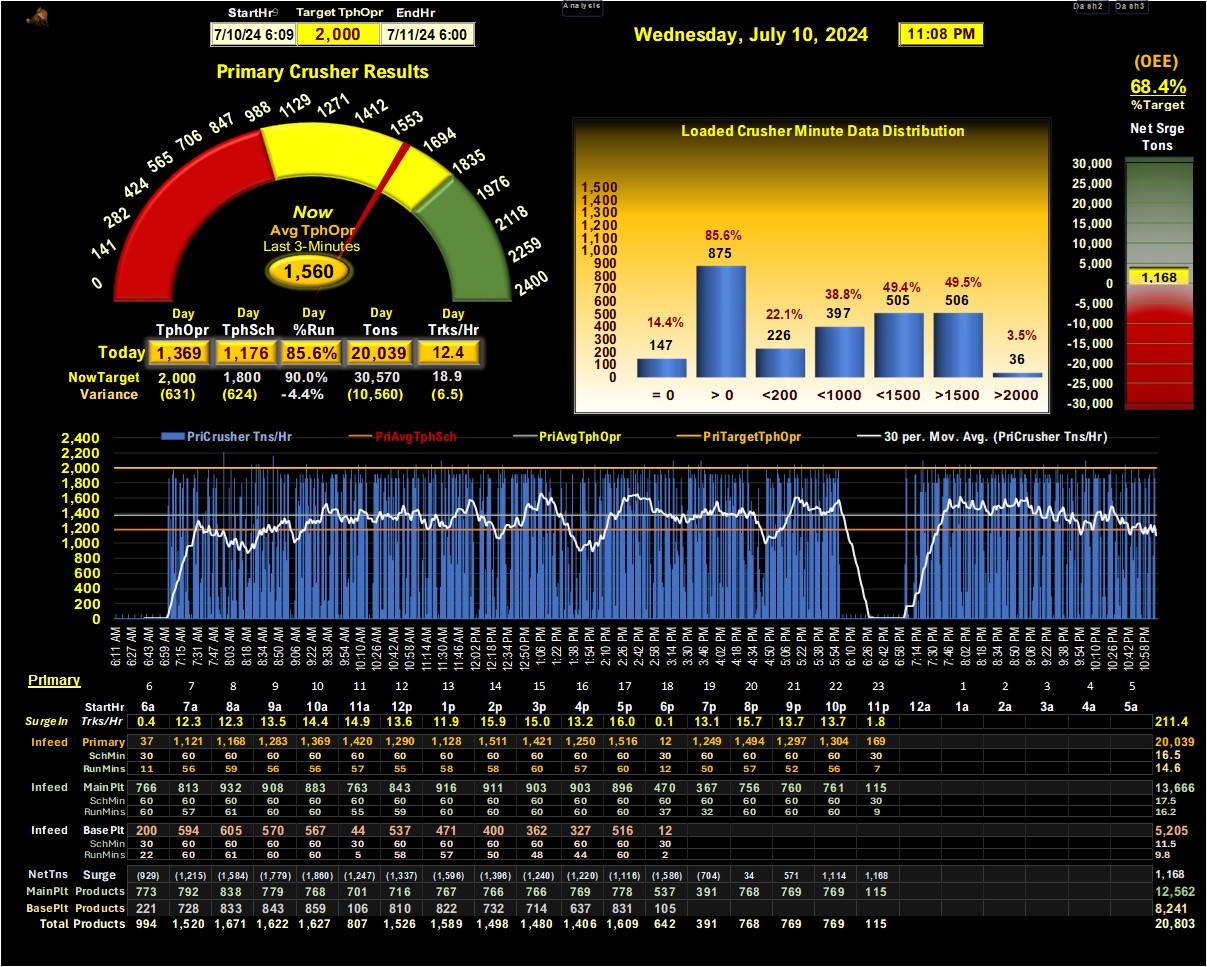 Analysis
Dash2 Dash3
StartHr Target TphOpr EndHr
7/10/24 6:09 2,000 7/11/24 6:00
Wednesday, July 10, 2024 11:08 PM
(OEE)
68.4%
%Target
Primary Crusher Results
0 141 282 424 565 706 847 988 1129 1271 1412 1553 1694 1835 1976 2118 2259 2400
Now
Avg TphOpr
Last 3-Minutes
1,560
Day Day Day Day Day
TphOpr TphSch %Run Tons Trks/Hr
Today 1,369 1,176 85.6% 20,039 12.4
NowTarget 2,000 1,800 90.0% 30,570 18.9
Variance (631) (624) -4.4% (10,560) (6.5)
Loaded Crusher Minute Data Distribution
1,500
1,400
1,300
1,200
1,100
1,000
900
800
700
600
500
400
300
200
100
0
14.4% 85.6% 22.1% 38.8% 49.4% 49.5% 3.5%
147 875 226 397 505 506 36
= 0 > 0 <200 <1000 <1500 >1500 >2000
Net Srge
Tons
30,000
25,000
20,000
15,000
10,000
5,000
0
-5,000
-10,000
-15,000
-20,000
-25,000
-30,000
1,168
PriCrusher Tns/Hr PriAvgTphSch PriAvgTphOpr PriTargetTphOpr 30 per. Mov. Avg. (PriCrusher Tns/Hr)
2,400
2,200
2,000
1,800
1,600
1,400
1,200
1,000
800
600
400
200
0
6:11 AM 6:27 AM 6:43 AM 6:59 AM 7:15 AM 7:31 AM 7:47 AM 8:03 AM 8:18 AM 8:34 AM 8:50 AM 9:06 AM 9:22 AM 9:38 AM 9:54 AM 10:10 AM 10:26 AM 10:42 AM 10:58 AM 11:14 AM 11:30 AM 11:46 AM 12:02 PM 12:18 PM 12:34 PM 12:50 PM 1:06 PM 1:22 PM 1:38 PM 1:54 PM 2:10 PM 2:26 PM 2:42 PM 2:58 PM 3:14 PM 3:30 PM 3:46 PM 4:02 PM 4:18 PM 4:34 PM 4:50 PM 5:06 PM 5:22 PM 5:38 PM 5:54 PM 6:10 PM 6:26 PM 6:42 PM 6:58 PM 7:14 PM 7:30 PM 7:46 PM 8:02 PM 8:18 PM 8:34 PM 8:50 PM 9:06 PM 9:22 PM 9:38 PM 9:54 PM 10:10 PM 10:26 PM 10:42 PM 10:58 PM
Primary
6 7 8 9 10 11 12 13 14 15 16 17 18 19 20 21 22 23 1 2 3 4 5
StartHr 6a 7a 8a 9a 10a 11a 12p 1p 2p 3p 4p 5p 6p 7p 8p 9p 10p 11p 12a 1a 2a 3a 4a 5a
SurgeIn Trks/Hr 0.4 12.3 12.3 13.5 14.4 14.9 13.6 11.9 15.9 15.0 13.2 16.0 0.1 13.1 15.7 13.7 13.7 1.8 211.4
Infeed Primary 37 1,121 1,168 1,283 1,369 1,420 1,290 1,128 1,511 1,421 1,250 1,516 12 1,249 1,494 1,297 1,304 169 20,039
SchMin 30 60 60 60 60 60 60 60 60 60 60 60 30 60 60 60 60 30 16.5
RunMins 11 56 59 56 56 57 55 58 58 60 57 60 12 50 57 52 56 7 14.6
Infeed MainPlt 766 813 932 908 883 763 843 916 911 903 903 896 470 367 756 760 761 115 13,666
SchMin 60 60 60 60 60 60 60 60 60 60 60 60 60 60 60 60 60 30 17.5
RunMins 60 57 61 60 60 55 59 60 60 60 60 60 37 32 60 60 60 9 16.2
Infeed Base Plt 200 594 605 570 567 44 537 471 400 362 327 516 12 5,205
SchMin 30 60 60 60 60 30 60 60 60 60 60 60 30 11.5
RunMins 22 60 61 60 60 5 58 57 50 48 44 60 2 9.8
NetTns Surge (929) (1,215) (1,584) (1,779) (1,860) (1,247) (1,337) (1,596) (1,396) (1,240) (1,220) (1,116) (1,586) (704) 34 571 1,114 1,168 1,168
MainPlt Products 773 792 838 779 768 701 716 767 766 766 769 778 537 391 768 769 769 115 12,562
BasePlt Products 221 728 833 843 859 106 810 822 732 714 637 831 105 8,241
Total Products 994 1,520 1,671 1,622 1,627 807 1,526 1,589 1,498 1,480 1,406 1,609 642 391 768 769 769 115 20,803